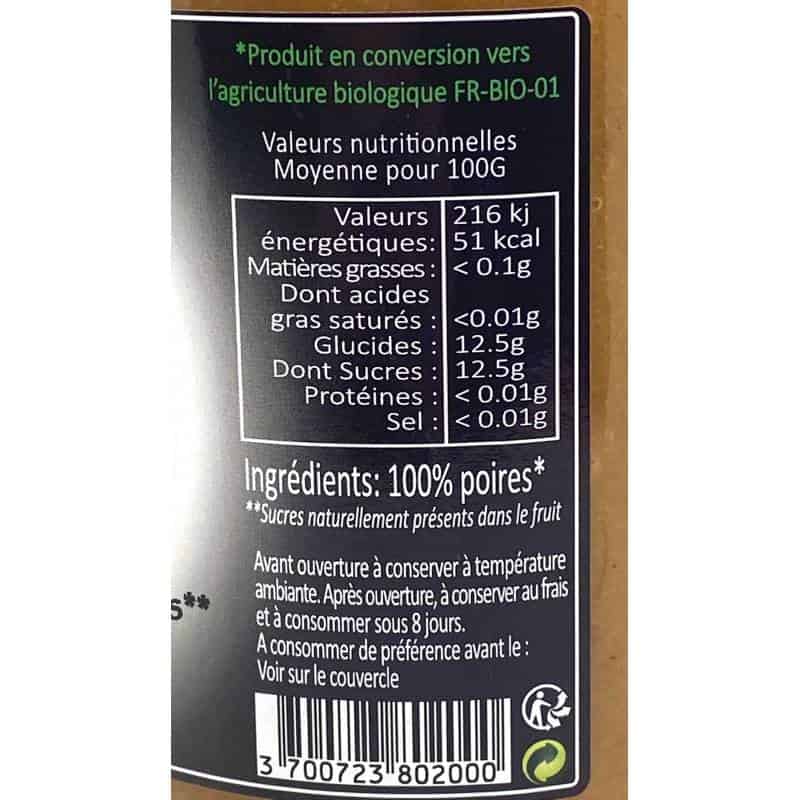 *Produit en conversion vers
l'agriculture biologique FR-BIO-01
Valeurs nutritionnelles
Moyenne pour 100G
Valeurs 216 kj
énergétiques: 51 kcal
Matières grasses : < 0.1g
Dont acides
gras saturés : <0.01g
Glucides : 12.5g
Dont Sucres : 12.5g
Protéines : < 0.01g
Sel : < 0.01g
Ingrédients: 100% poires*
**Sucres naturellement présents dans le fruit
s**
Avant ouverture à conserver à température
ambiante. Après ouverture, à conserver au frais
et à consommer sous 8 jours.
A consommer de préférence avant le :
Voir sur le couvercle
3 700723 802000